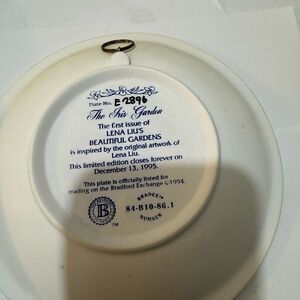 Plate No. E2896
The Iris Garden
The first issue of
LENA LIU'S
BEAUTIFUL GARDENS
is inspired by the original artwork of
Lena Liu.
This limited edition closes forever on
December 13, 1995.
This plate is officially listed for
trading on the Bradford Exchange ©1994.
B
TM
BRADEX™
84-B10-86.1
NUMBER